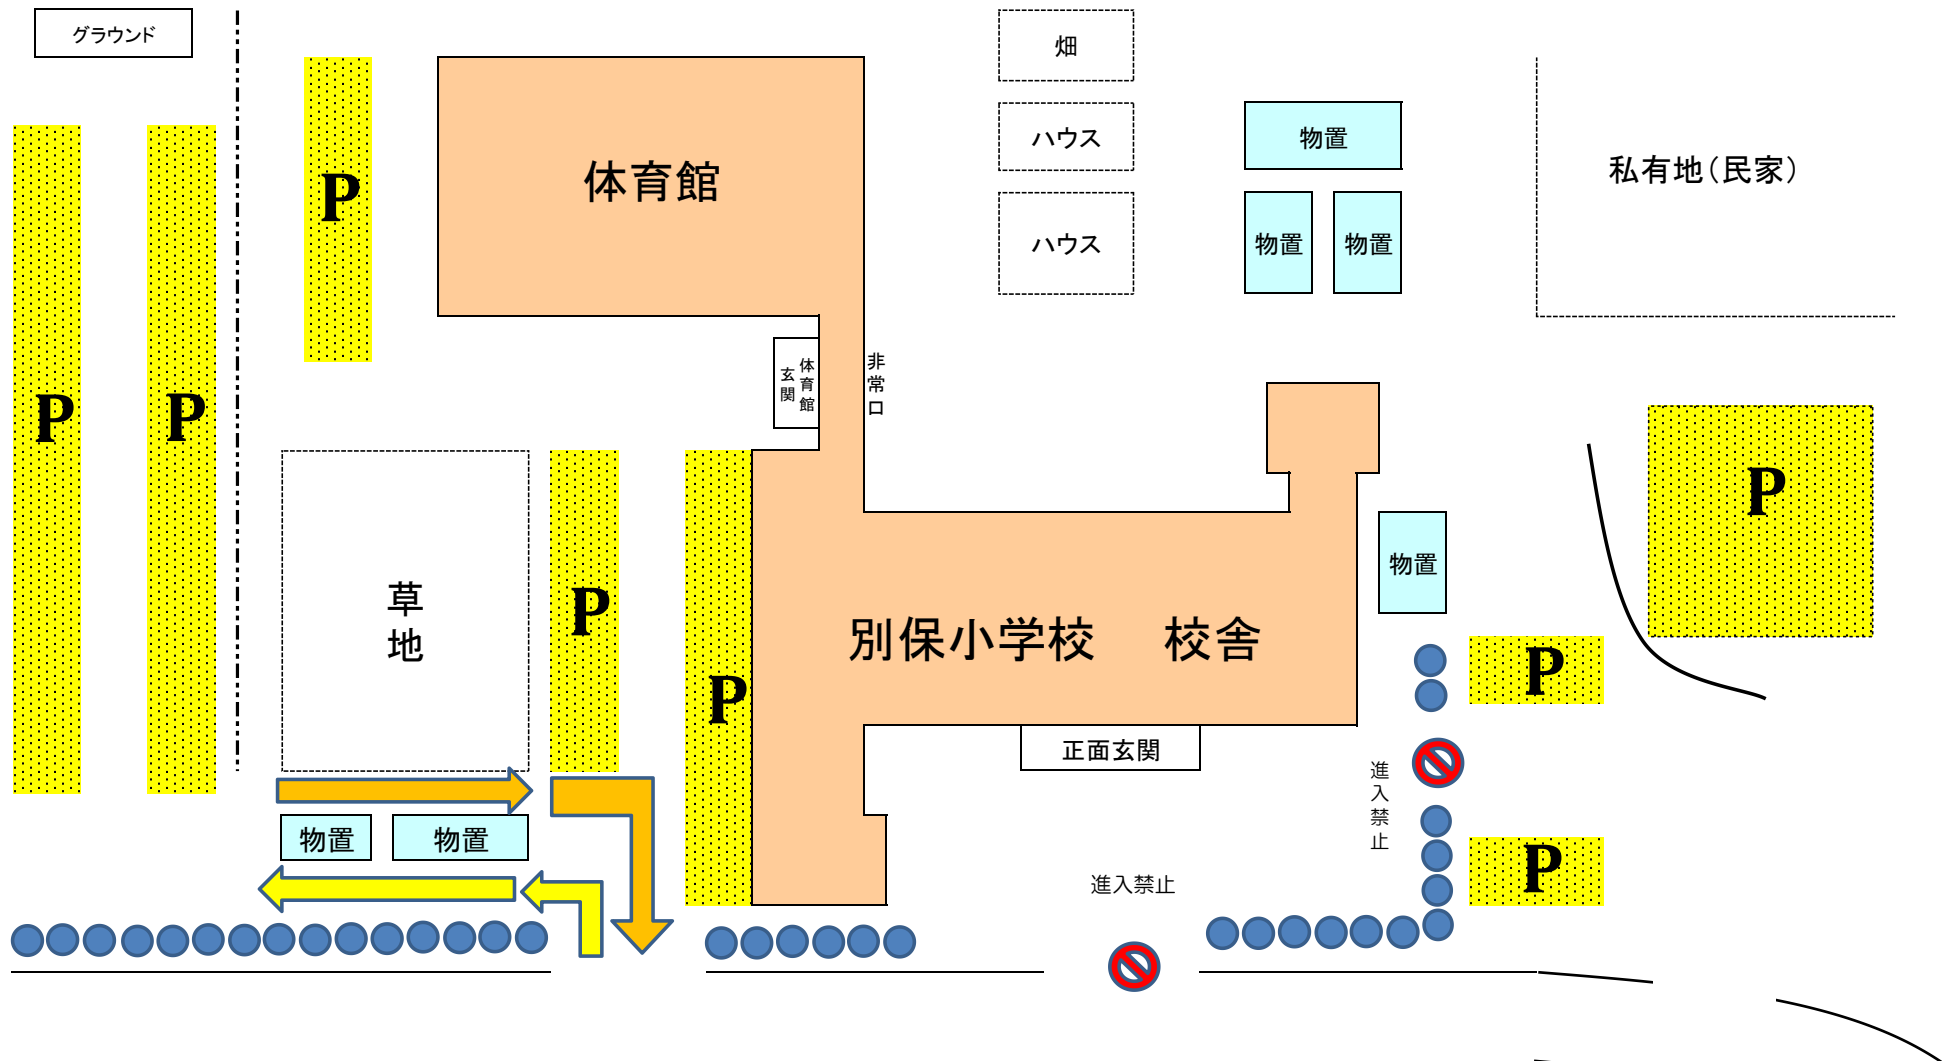 グラウンド
畑
体育館
ハウス
物置
私有地（民家）
P
ハウス
物置
物置
体育館
玄関
非常口
P
P
P
物置
草地
P
別保小学校　校舎
P
P
正面玄関
進入禁止
物置
物置
進入禁止
P